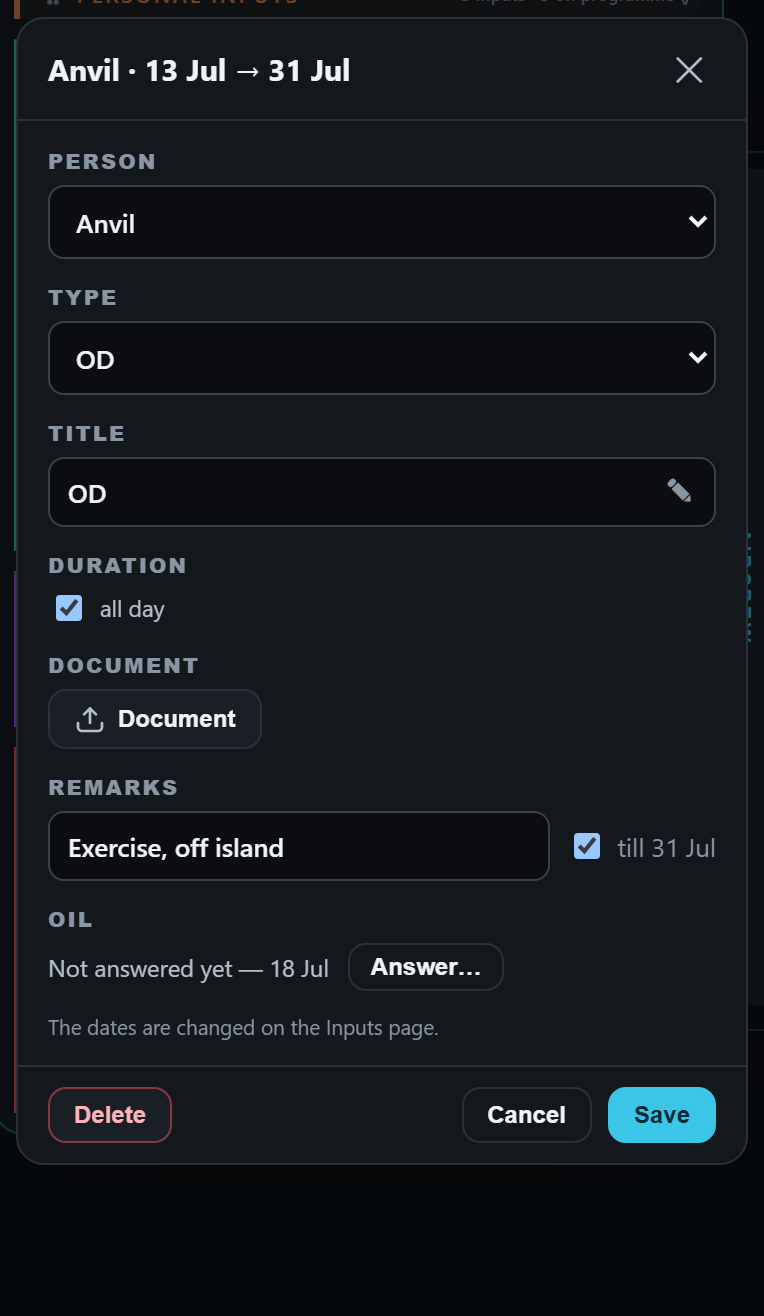 PERSONAL INPUTS
Anvil · 13 Jul → 31 Jul
PERSON
Anvil
TYPE
OD
TITLE
OD
DURATION
all day
DOCUMENT
Document
REMARKS
Exercise, off island
till 31 Jul
OIL
Not answered yet — 18 Jul
Answer...
The dates are changed on the Inputs page.
Delete
Cancel
Save